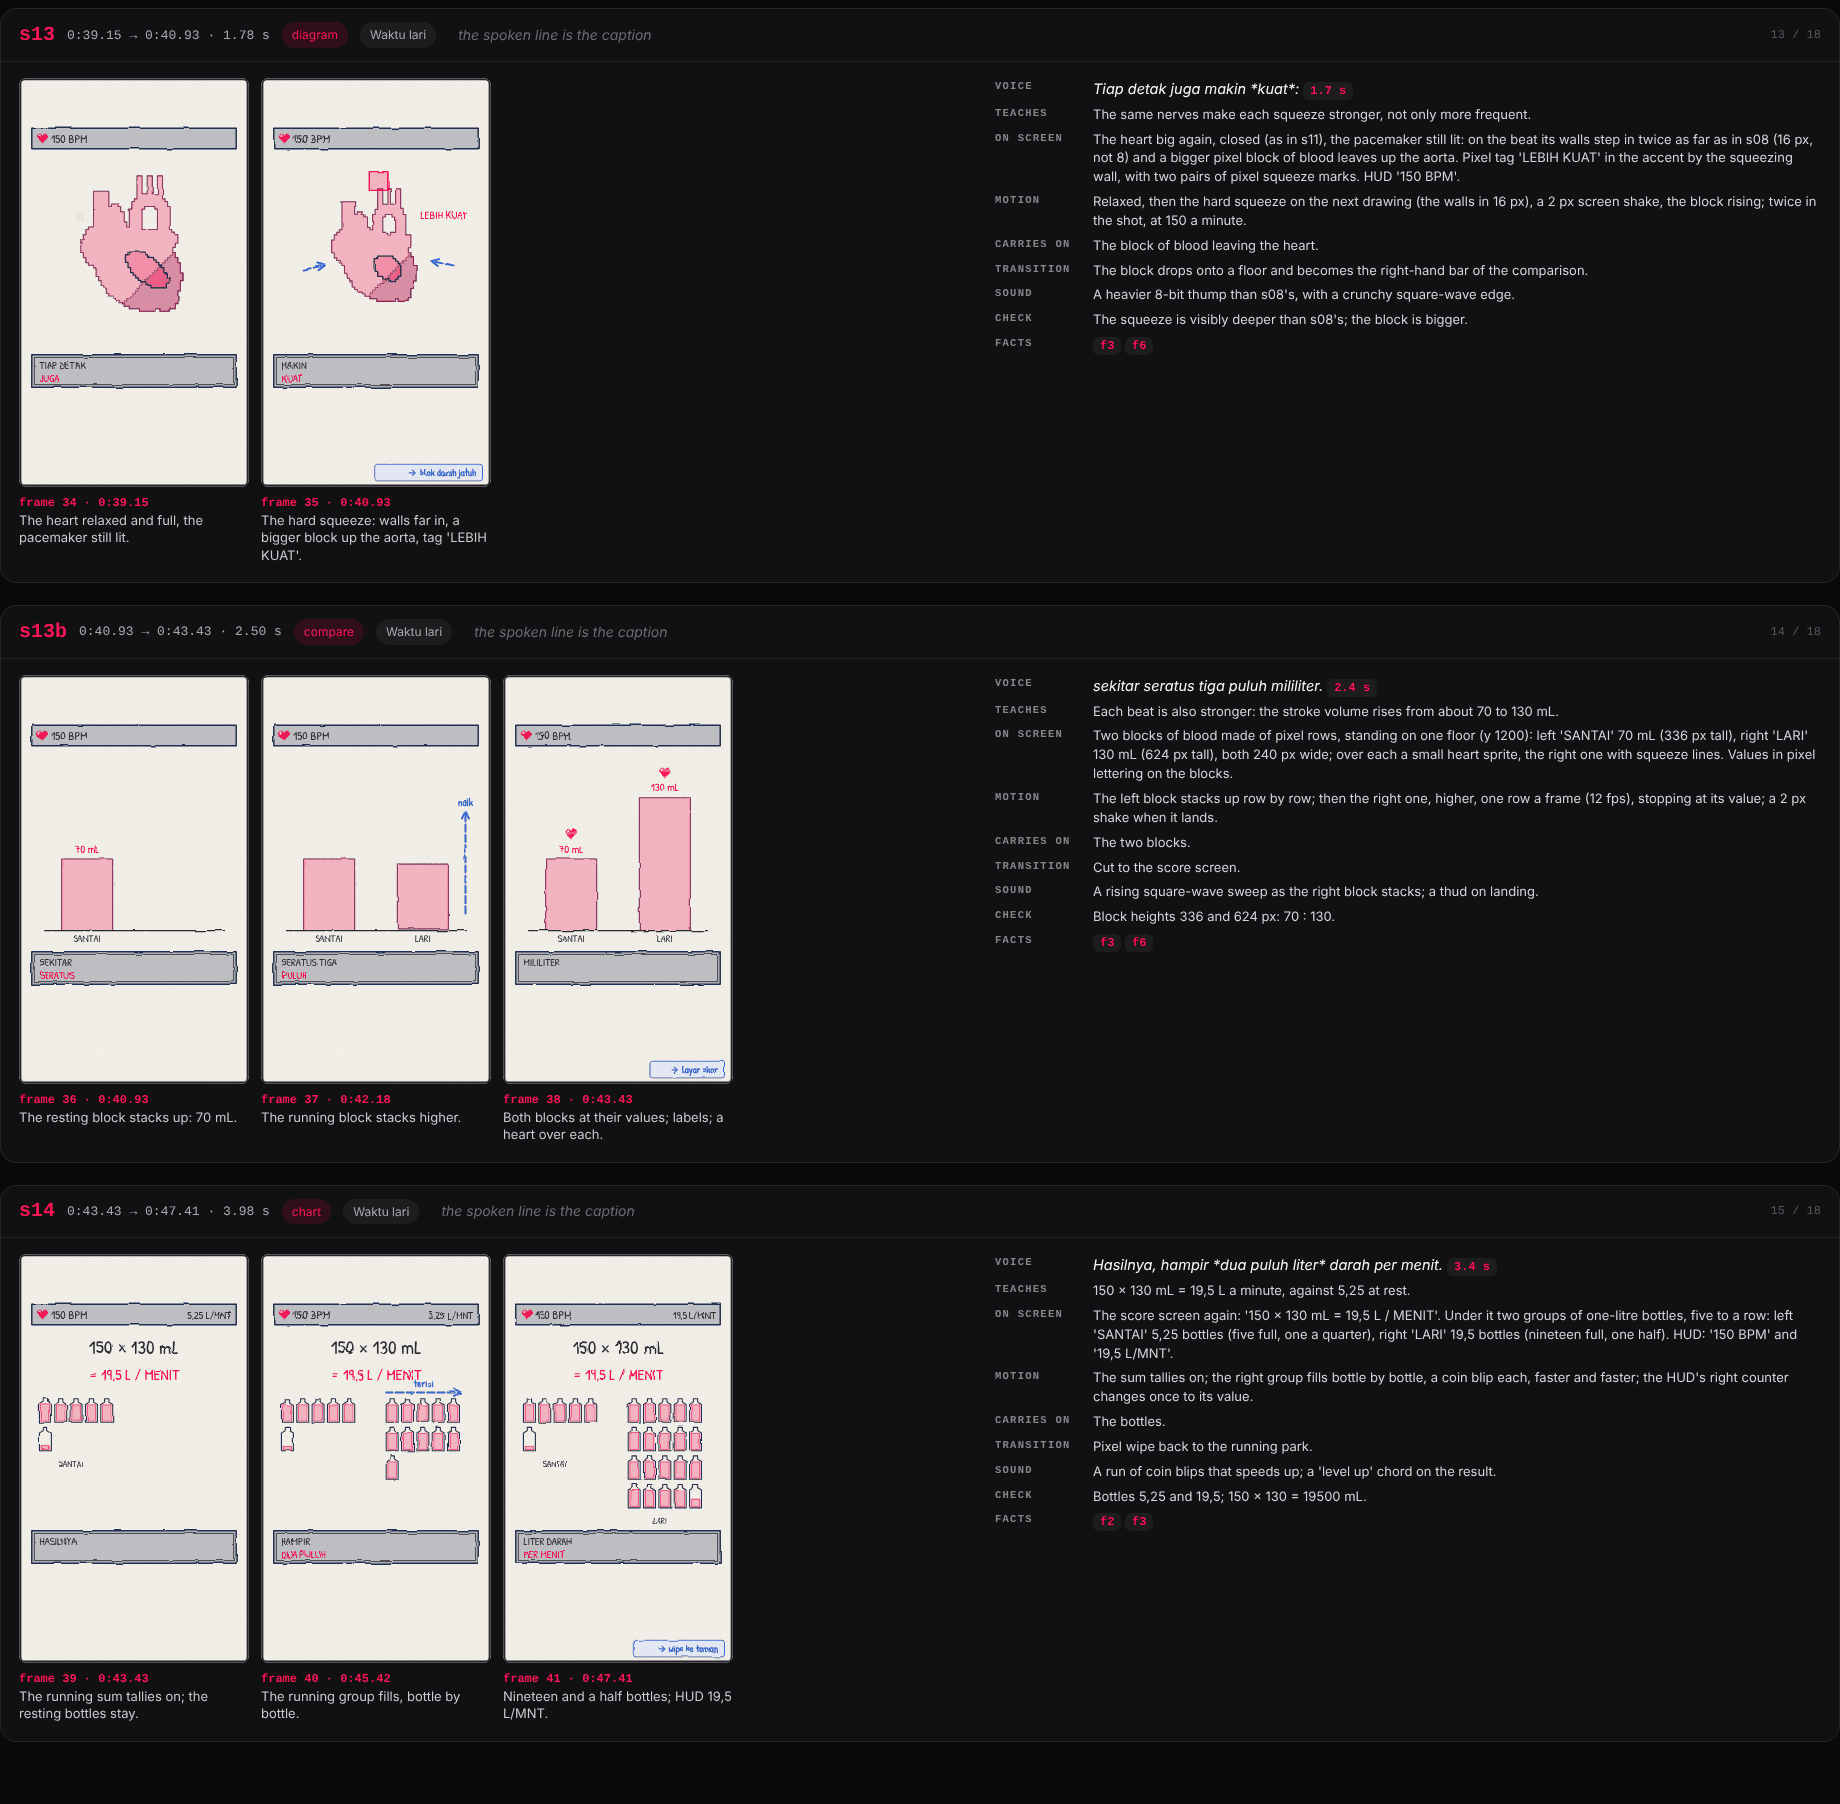 s13 0:39.15 → 0:40.93 · 1.78 s diagram Waktu lari the spoken line is the caption 13 / 18
150 BPM
TIAP DETAK
JUGA
150 BPM
LEBIH KUAT
MAKIN
KUAT
→ blok darah jatuh
frame 34 · 0:39.15
The heart relaxed and full, the
pacemaker still lit.
frame 35 · 0:40.93
The hard squeeze: walls far in, a
bigger block up the aorta, tag 'LEBIH
KUAT'.
VOICE Tiap detak juga makin *kuat*: 1.7 s
TEACHES The same nerves make each squeeze stronger, not only more frequent.
ON SCREEN The heart big again, closed (as in s11), the pacemaker still lit: on the beat its walls step in twice as far as in s08 (16 px,
not 8) and a bigger pixel block of blood leaves up the aorta. Pixel tag 'LEBIH KUAT' in the accent by the squeezing
wall, with two pairs of pixel squeeze marks. HUD '150 BPM'.
MOTION Relaxed, then the hard squeeze on the next drawing (the walls in 16 px), a 2 px screen shake, the block rising; twice in
the shot, at 150 a minute.
CARRIES ON The block of blood leaving the heart.
TRANSITION The block drops onto a floor and becomes the right-hand bar of the comparison.
SOUND A heavier 8-bit thump than s08's, with a crunchy square-wave edge.
CHECK The squeeze is visibly deeper than s08's; the block is bigger.
FACTS f3 f6
s13b 0:40.93 → 0:43.43 · 2.50 s compare Waktu lari the spoken line is the caption 14 / 18
150 BPM
70 mL
SANTAI
SEKITAR
SERATUS
150 BPM
naik
SANTAI LARI
SERATUS TIGA
PULUH
150 BPM
130 mL
70 mL
SANTAI LARI
MILILITER
→ layar skor
frame 36 · 0:40.93
The resting block stacks up: 70 mL.
frame 37 · 0:42.18
The running block stacks higher.
frame 38 · 0:43.43
Both blocks at their values; labels; a
heart over each.
VOICE sekitar seratus tiga puluh mililiter. 2.4 s
TEACHES Each beat is also stronger: the stroke volume rises from about 70 to 130 mL.
ON SCREEN Two blocks of blood made of pixel rows, standing on one floor (y 1200): left 'SANTAI' 70 mL (336 px tall), right 'LARI'
130 mL (624 px tall), both 240 px wide; over each a small heart sprite, the right one with squeeze lines. Values in pixel
lettering on the blocks.
MOTION The left block stacks up row by row; then the right one, higher, one row a frame (12 fps), stopping at its value; a 2 px
shake when it lands.
CARRIES ON The two blocks.
TRANSITION Cut to the score screen.
SOUND A rising square-wave sweep as the right block stacks; a thud on landing.
CHECK Block heights 336 and 624 px: 70 : 130.
FACTS f3 f6
s14 0:43.43 → 0:47.41 · 3.98 s chart Waktu lari the spoken line is the caption 15 / 18
150 BPM 5,25 L/MNT
150 × 130 mL
= 19,5 L / MENIT
SANTAI
HASILNYA
150 BPM 5,25 L/MNT
150 × 130 mL
= 19,5 L / MENIT
terisi
HAMPIR
DUA PULUH
150 BPM 19,5 L/MNT
150 × 130 mL
= 19,5 L / MENIT
SANTAI
LARI
LITER DARAH
PER MENIT
→ wipe ke taman
frame 39 · 0:43.43
The running sum tallies on; the
resting bottles stay.
frame 40 · 0:45.42
The running group fills, bottle by
bottle.
frame 41 · 0:47.41
Nineteen and a half bottles; HUD 19,5
L/MNT.
VOICE Hasilnya, hampir *dua puluh liter* darah per menit. 3.4 s
TEACHES 150 × 130 mL = 19,5 L a minute, against 5,25 at rest.
ON SCREEN The score screen again: '150 × 130 mL = 19,5 L / MENIT'. Under it two groups of one-litre bottles, five to a row: left
'SANTAI' 5,25 bottles (five full, one a quarter), right 'LARI' 19,5 bottles (nineteen full, one half). HUD: '150 BPM' and
'19,5 L/MNT'.
MOTION The sum tallies on; the right group fills bottle by bottle, a coin blip each, faster and faster; the HUD's right counter
changes once to its value.
CARRIES ON The bottles.
TRANSITION Pixel wipe back to the running park.
SOUND A run of coin blips that speeds up; a 'level up' chord on the result.
CHECK Bottles 5,25 and 19,5; 150 × 130 = 19500 mL.
FACTS f2 f3